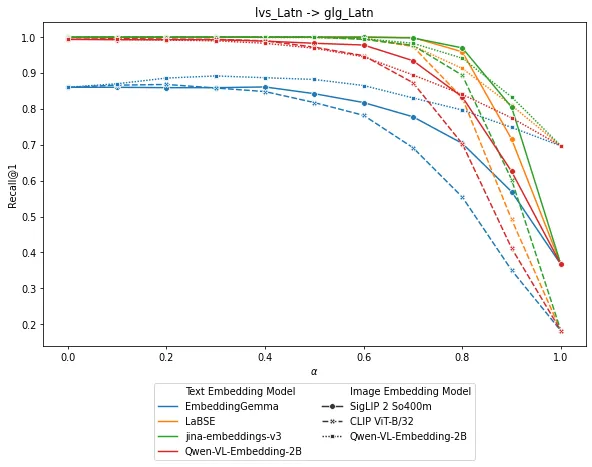 lvs_Latn -> glg_Latn
Recall@1
1.0
0.9
0.8
0.7
0.6
0.5
0.4
0.3
0.2
0.0 0.2 0.4 0.6 0.8 1.0
α
Text Embedding Model Image Embedding Model
EmbeddingGemma SigLIP 2 So400m
LaBSE CLIP ViT-B/32
jina-embeddings-v3 Qwen-VL-Embedding-2B
Qwen-VL-Embedding-2B